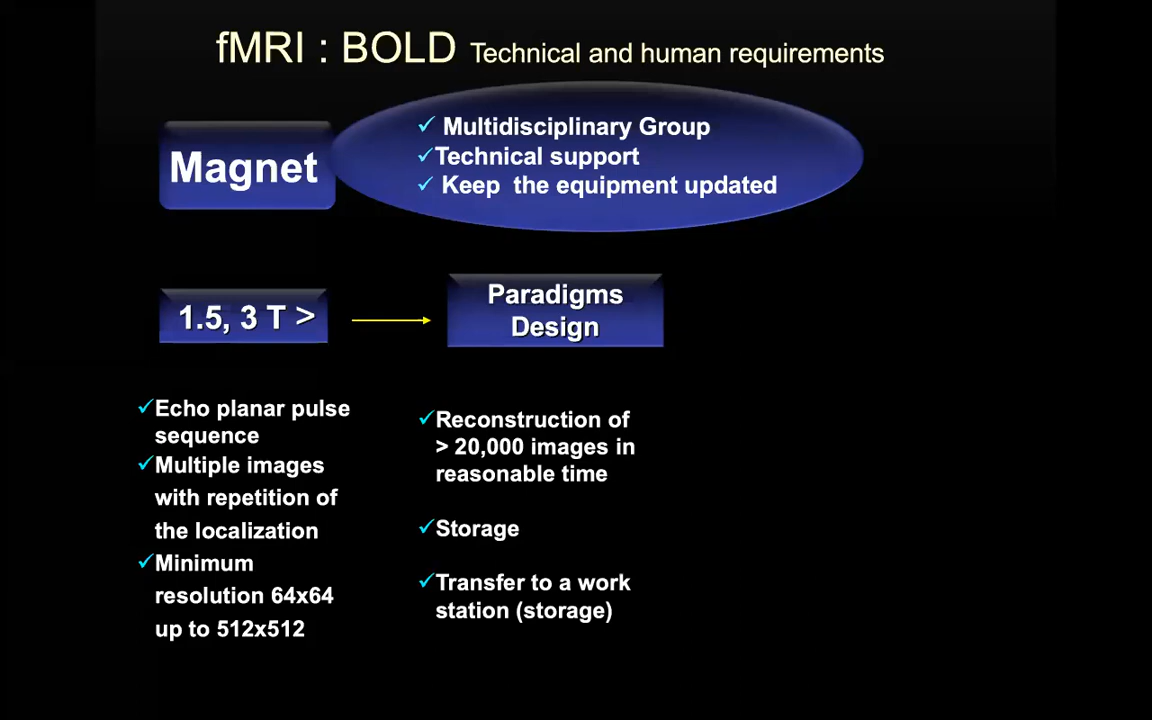 fMRI : BOLD Technical and human requirements
Magnet
✓ Multidisciplinary Group
✓Technical support
✓ Keep the equipment updated
1.5, 3 T >
Paradigms
Design
✓Echo planar pulse
sequence
✓Multiple images
with repetition of
the localization
✓Minimum
resolution 64x64
up to 512x512
✓Reconstruction of
> 20,000 images in
reasonable time
✓Storage
✓Transfer to a work
station (storage)